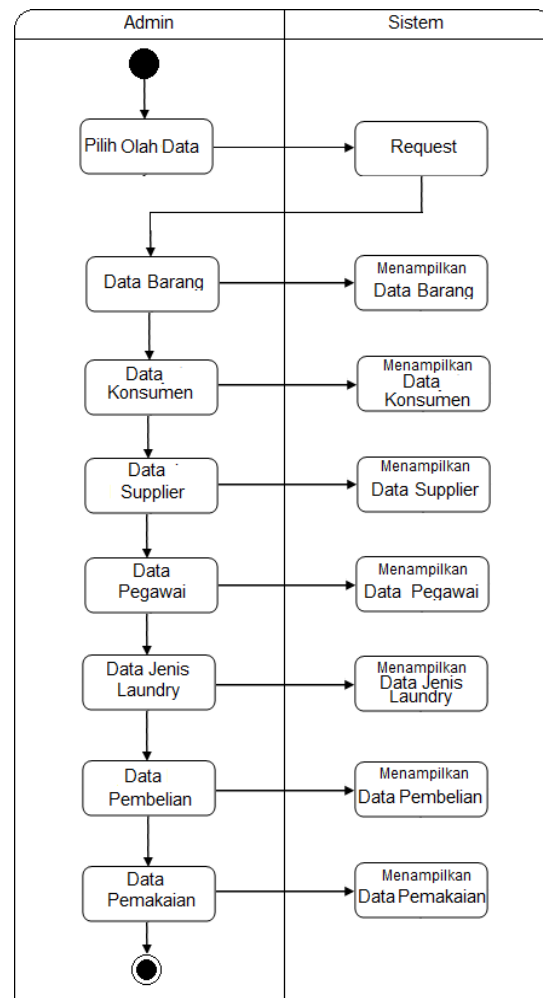 Admin
Sistem
Pilih Olah Data
Request
Data Barang
Menampilkan
Data Barang
Data
Konsumen
Menampilkan
Data
Konsumen
Data
Supplier
Menampilkan
Data Supplier
Data
Pegawai
Menampilkan
Data Pegawai
Data Jenis
Laundry
Menampilkan
Data Jenis
Laundry
Data
Pembelian
Menampilkan
Data Pembelian
Data
Pemakaian
Menampilkan
Data Pemakaian